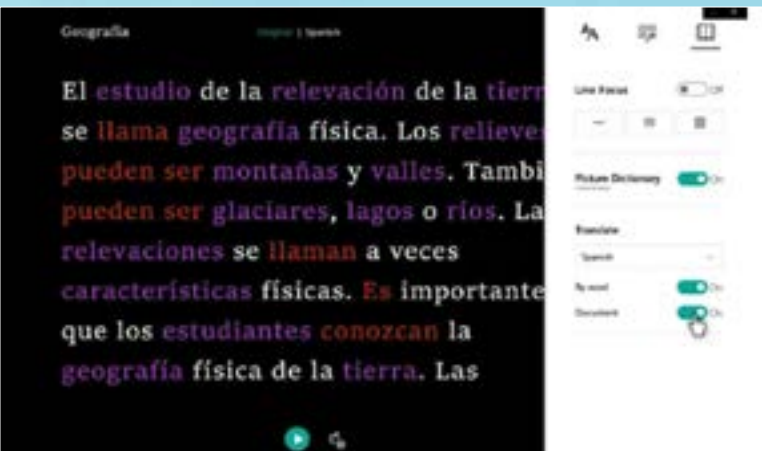 Geografía
Original | Spanish
El estudio de la relevación de la tierr
se llama geografía física. Los relieve
pueden ser montañas y valles. Tambi
pueden ser glaciares, lagos o ríos. La
relevaciones se llaman a veces
características físicas. Es importante
que los estudiantes conozcan la
geografía física de la tierra. Las
Line Focus
Off
Picture Dictionary
On
Translate
Spanish
By word
On
Document
On